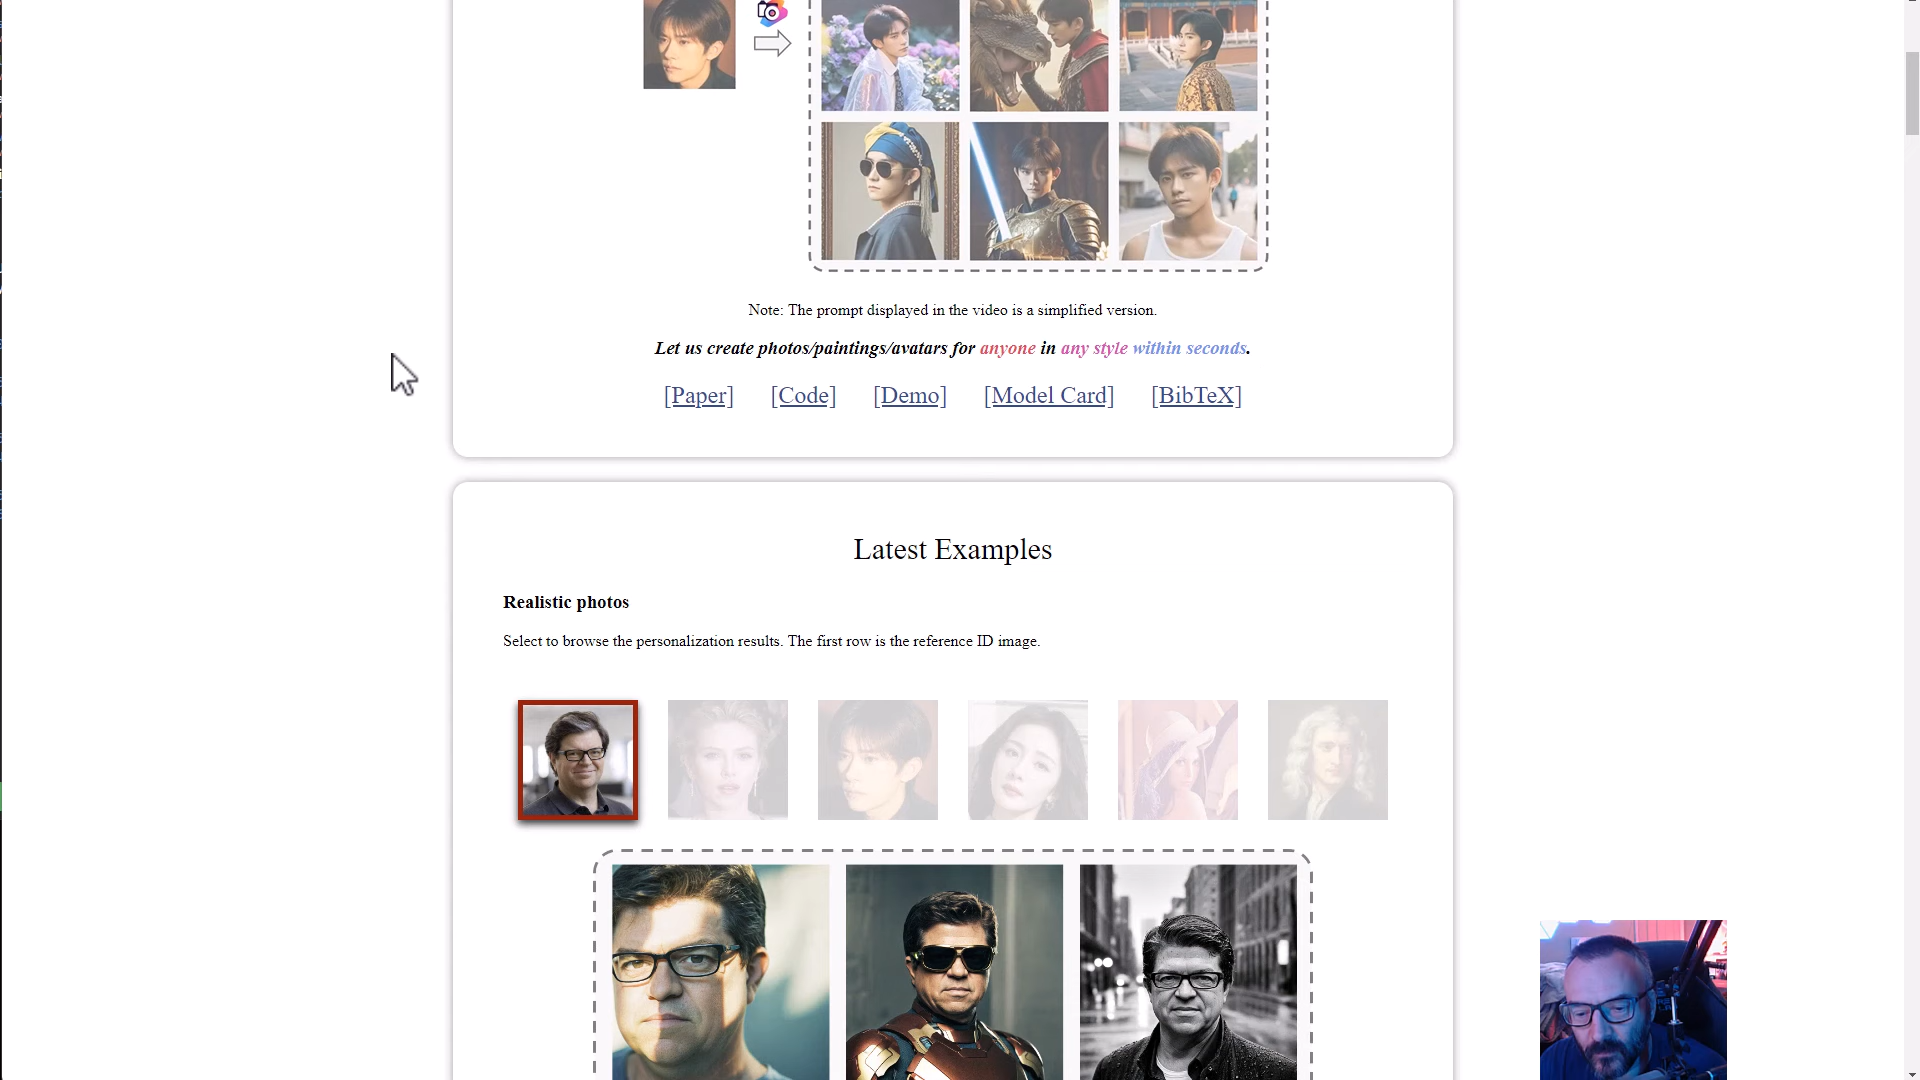 Note: The prompt displayed in the video is a simplified version.
Let us create photos/paintings/avatars for anyone in any style within seconds.
[Paper] [Code] [Demo] [Model Card] [BibTeX]
Latest Examples
Realistic photos
Select to browse the personalization results. The first row is the reference ID image.